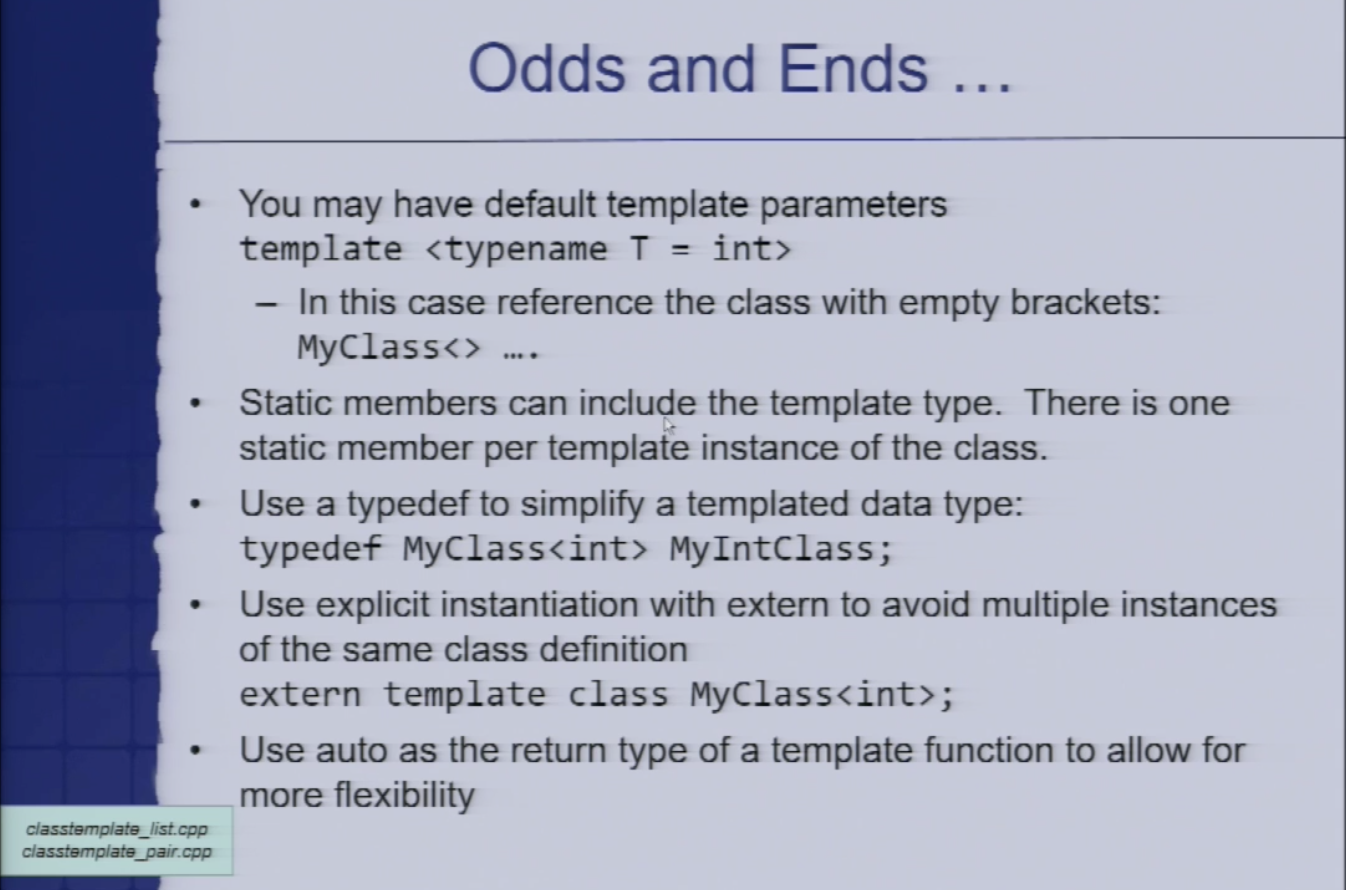 Odds and Ends …
• You may have default template parameters
template <typename T = int>
– In this case reference the class with empty brackets:
MyClass<> ….
• Static members can include the template type.  There is one
static member per template instance of the class.
• Use a typedef to simplify a templated data type:
typedef MyClass<int> MyIntClass;
• Use explicit instantiation with extern to avoid multiple instances
of the same class definition
extern template class MyClass<int>;
• Use auto as the return type of a template function to allow for
more flexibility
classtemplate_list.cpp
classtemplate_pair.cpp